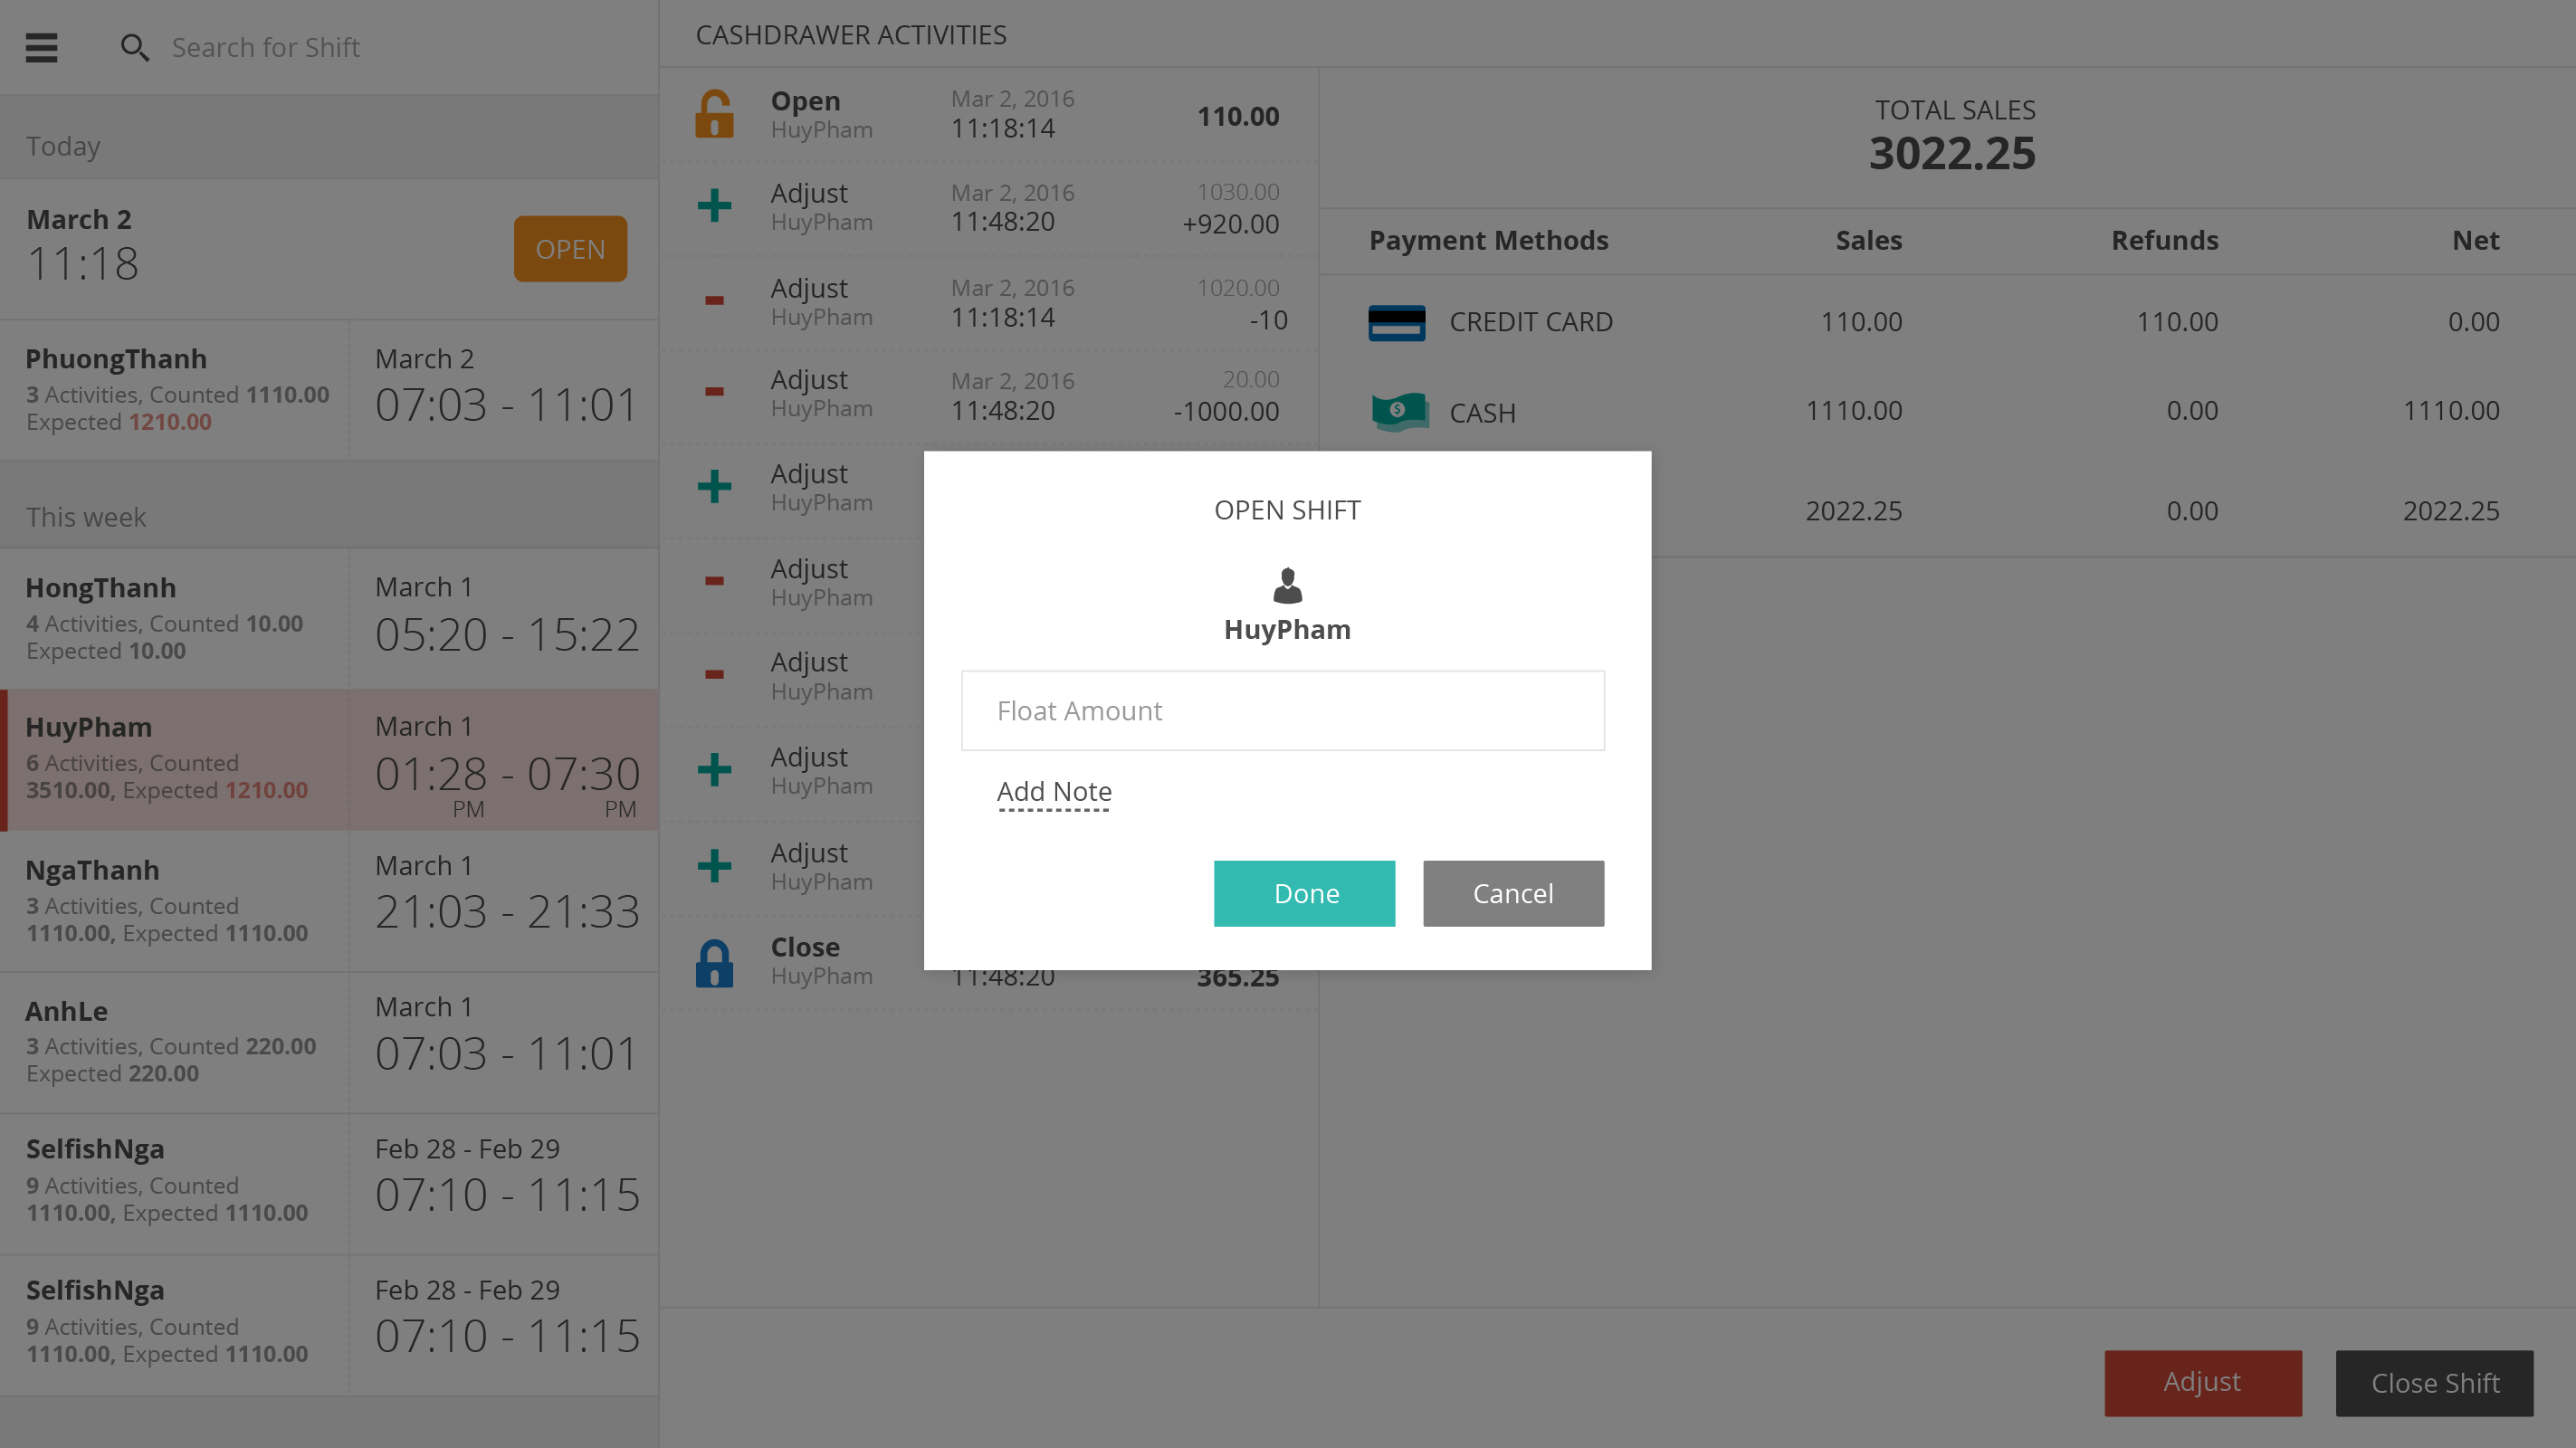 Search for Shift
Today
March 2
11:18
OPEN
PhuongThanh
3 Activities, Counted 1110.00
Expected 1210.00
March 2
07:03 - 11:01
This week
HongThanh
4 Activities, Counted 10.00
Expected 10.00
March 1
05:20 - 15:22
HuyPham
6 Activities, Counted
3510.00, Expected 1210.00
March 1
01:28 - 07:30
PM PM
NgaThanh
3 Activities, Counted
1110.00, Expected 1110.00
March 1
21:03 - 21:33
AnhLe
3 Activities, Counted 220.00
Expected 220.00
March 1
07:03 - 11:01
SelfishNga
9 Activities, Counted
1110.00, Expected 1110.00
Feb 28 - Feb 29
07:10 - 11:15
SelfishNga
9 Activities, Counted
1110.00, Expected 1110.00
Feb 28 - Feb 29
07:10 - 11:15
CASHDRAWER ACTIVITIES
Open
HuyPham
Mar 2, 2016
11:18:14
110.00
Adjust
HuyPham
Mar 2, 2016
11:48:20
1030.00
+920.00
Adjust
HuyPham
Mar 2, 2016
11:18:14
1020.00
-10
Adjust
HuyPham
Mar 2, 2016
11:48:20
20.00
-1000.00
Adjust
HuyPham
Adjust
HuyPham
Adjust
HuyPham
Adjust
HuyPham
Adjust
HuyPham
Close
HuyPham
11:48:20
365.25
TOTAL SALES
3022.25
Payment Methods Sales Refunds Net
CREDIT CARD 110.00 110.00 0.00
CASH 1110.00 0.00 1110.00
2022.25 0.00 2022.25
OPEN SHIFT
HuyPham
Float Amount
Add Note
Done
Cancel
Adjust
Close Shift